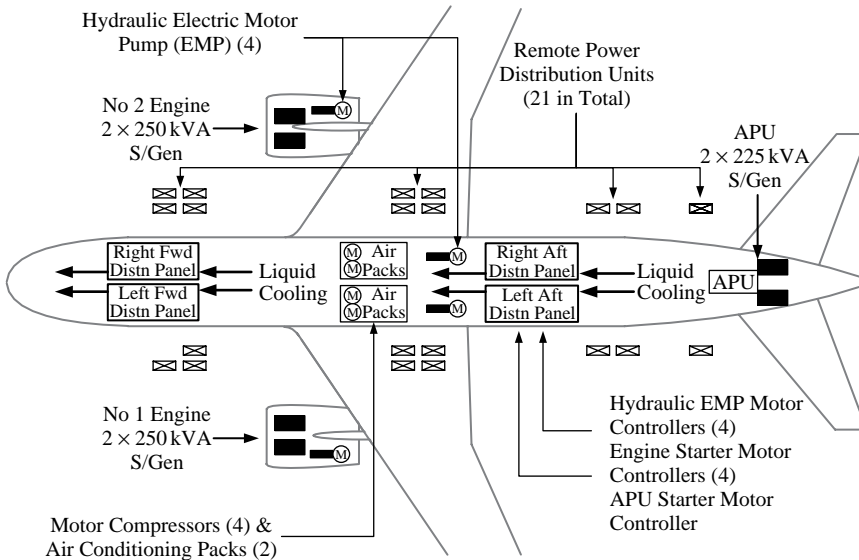 Hydraulic Electric Motor
Pump (EMP) (4)
Remote Power
Distribution Units
(21 in Total)
No 2 Engine
2 × 250 kVA
S/Gen
M
APU
2 × 225 kVA
S/Gen
Right Fwd
Distn Panel
Left Fwd
Distn Panel
Liquid
Cooling
M
M
Air
Packs
M
M
Air
Packs
M
M
Right Aft
Distn Panel
Left Aft
Distn Panel
Liquid
Cooling
APU
No 1 Engine
2 × 250 kVA
S/Gen
M
Hydraulic EMP Motor
Controllers (4)
Engine Starter Motor
Controllers (4)
APU Starter Motor
Controller
Motor Compressors (4) &
Air Conditioning Packs (2)